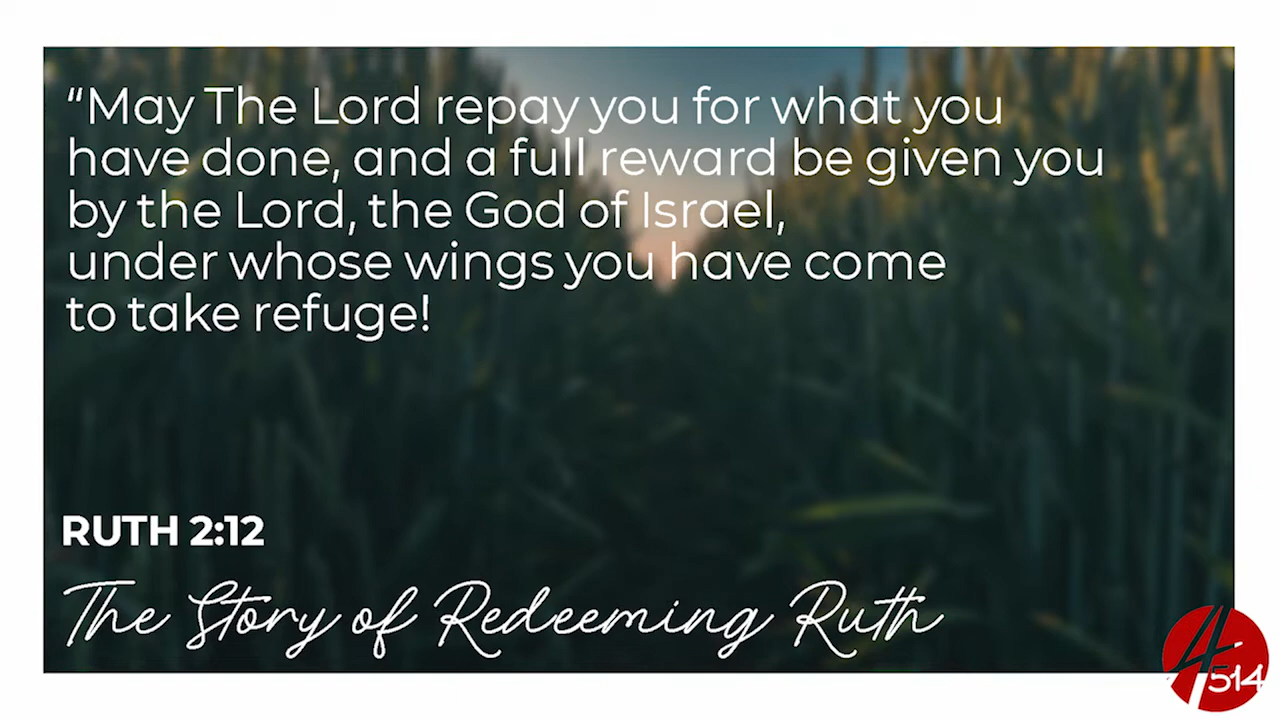 “May The Lord repay you for what you
have done, and a full reward be given you
by the Lord, the God of Israel,
under whose wings you have come
to take refuge!
RUTH 2:12
The Story of Redeeming Ruth
4
514